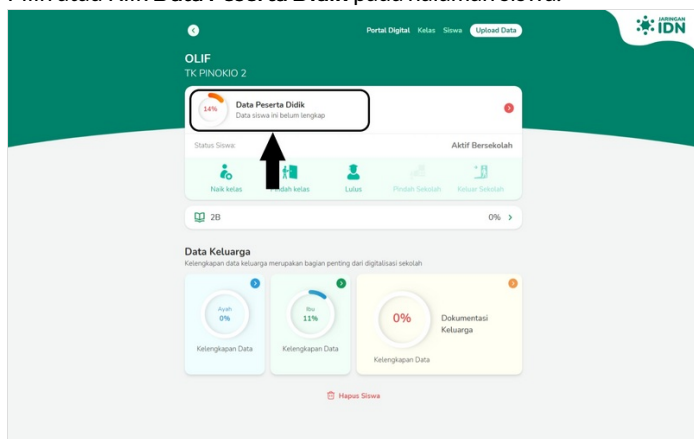 Pilih atau Klik Data Peserta Didik pada halaman siswa.
Portal Digital Kelas Siswa Upload Data
JARINGAN
IDN
OLIF
TK PINOKIO 2
14%
Data Peserta Didik
Data siswa ini belum lengkap
Status Siswa
Aktif Bersekolah
Naik kelas
Pindah kelas
Lulus
Pindah Sekolah
Keluar Sekolah
2B
0%
Data Keluarga
Kelengkapan data keluarga merupakan bagian penting dari digitalisasi sekolah
Ayah
0%
Kelengkapan Data
Ibu
11%
Kelengkapan Data
0%
Dokumentasi
Keluarga
Kelengkapan Data
Hapus Siswa